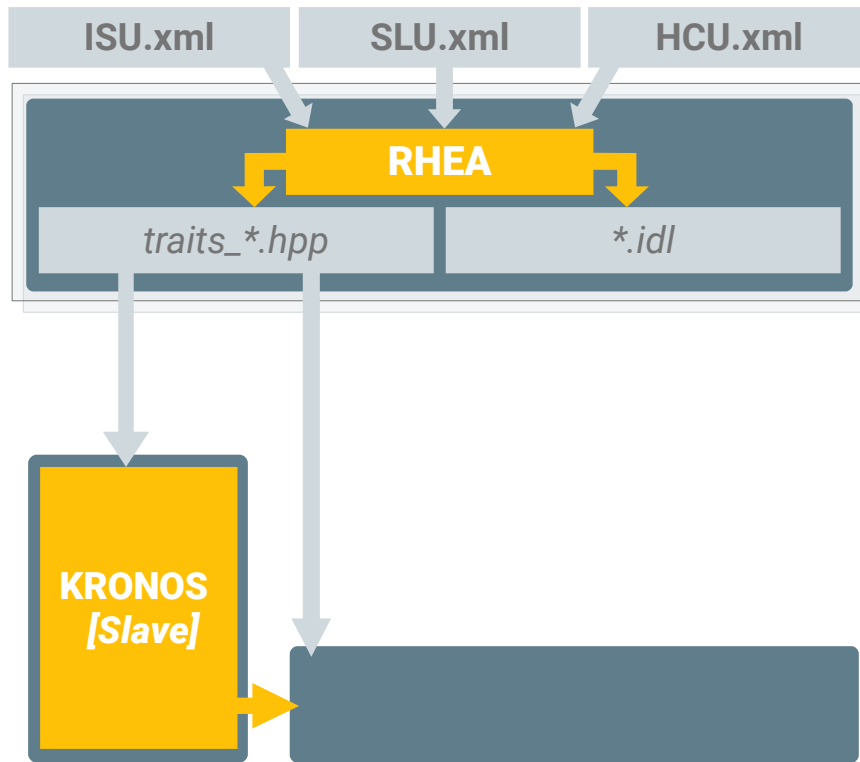 ISU.xml
SLU.xml
HCU.xml
RHEA
traits_*.hpp
*.idl
KRONOS
[Slave]